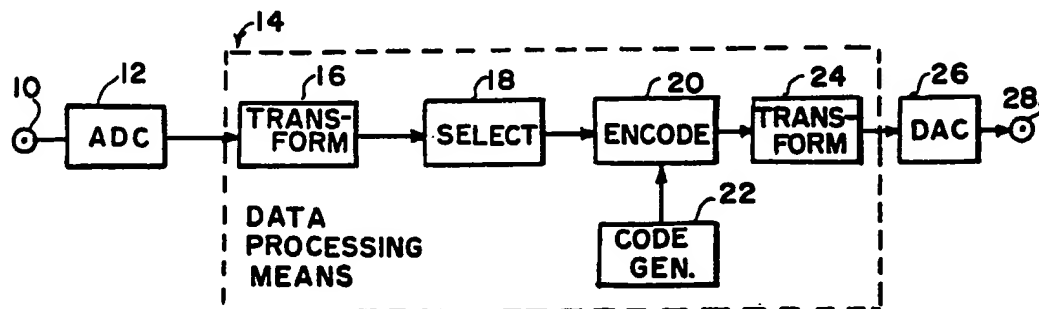 14
10
12
ADC
16
TRANS-
FORM
18
SELECT
20
ENCODE
24
TRANS-
FORM
26
DAC
28
22
CODE
GEN.
DATA
PROCESSING
MEANS